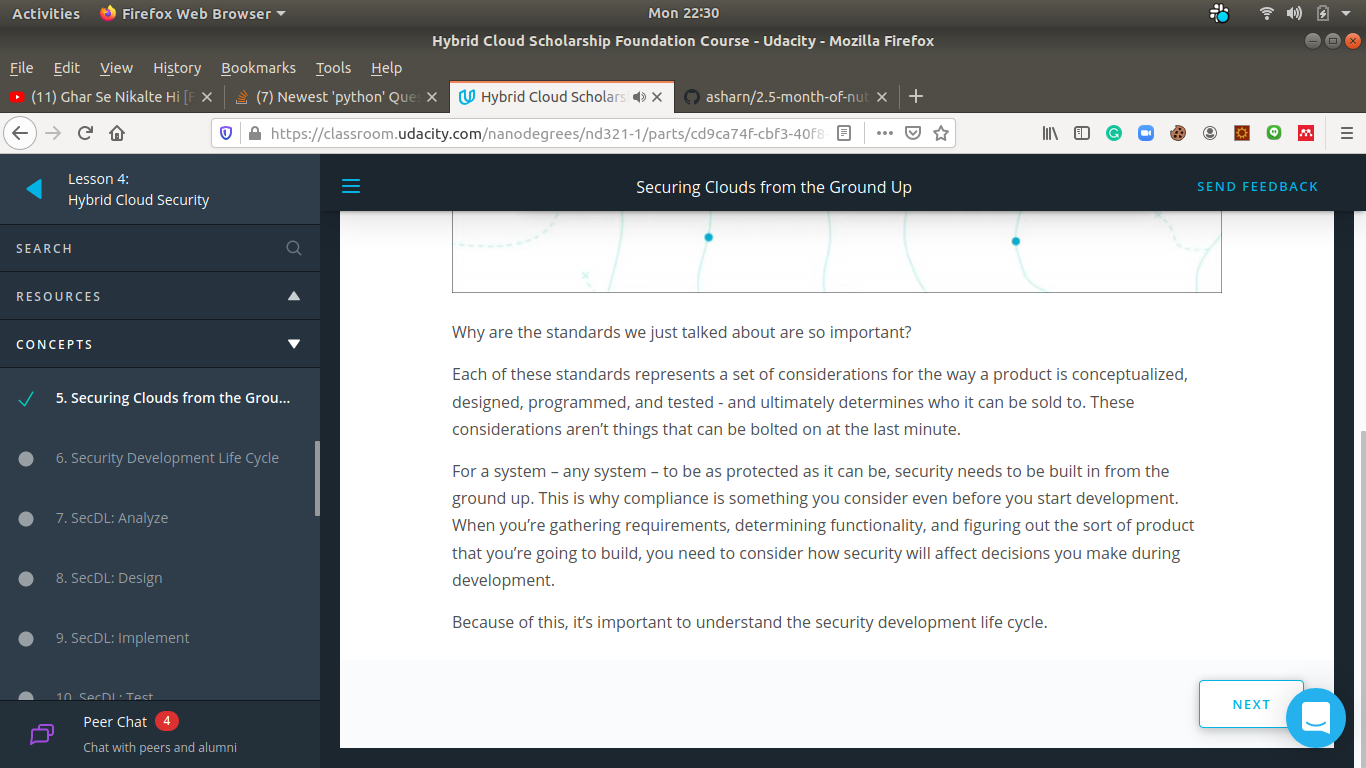 Activities Firefox Web Browser Mon 22:30
Hybrid Cloud Scholarship Foundation Course - Udacity - Mozilla Firefox
File Edit View History Bookmarks Tools Help
(11) Ghar Se Nikalte Hi [F (7) Newest 'python' Que Hybrid Cloud Scholars asharn/2.5-month-of-nut
https://classroom.udacity.com/nanodegrees/nd321-1/parts/cd9ca74f-cbf3-40f8
Lesson 4:
Hybrid Cloud Security
Securing Clouds from the Ground Up
SEND FEEDBACK
SEARCH
RESOURCES
CONCEPTS
5. Securing Clouds from the Grou...
6. Security Development Life Cycle
7. SecDL: Analyze
8. SecDL: Design
9. SecDL: Implement
10. SecDL: Test
Peer Chat 4
Chat with peers and alumni
Why are the standards we just talked about are so important?
Each of these standards represents a set of considerations for the way a product is conceptualized,
designed, programmed, and tested - and ultimately determines who it can be sold to. These
considerations aren’t things that can be bolted on at the last minute.
For a system – any system – to be as protected as it can be, security needs to be built in from the
ground up. This is why compliance is something you consider even before you start development.
When you’re gathering requirements, determining functionality, and figuring out the sort of product
that you’re going to build, you need to consider how security will affect decisions you make during
development.
Because of this, it’s important to understand the security development life cycle.
NEXT